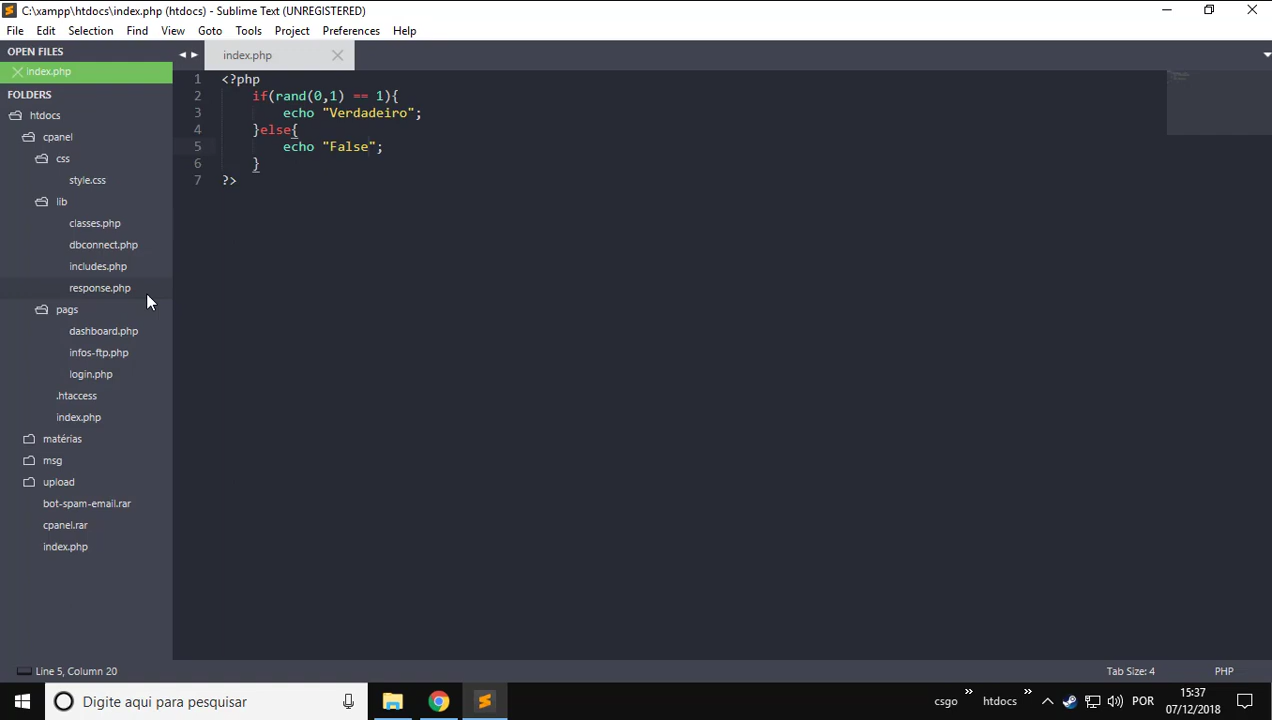 C:\xampp\htdocs\index.php (htdocs) - Sublime Text (UNREGISTERED)
File Edit Selection Find View Goto Tools Project Preferences Help
OPEN FILES
index.php
FOLDERS
htdocs
cpanel
css
style.css
lib
classes.php
dbconnect.php
includes.php
response.php
pags
dashboard.php
infos-ftp.php
login.php
.htaccess
index.php
matérias
msg
upload
bot-spam-email.rar
cpanel.rar
index.php
index.php
1 <?php
2 if(rand(0,1) == 1){
3 echo "Verdadeiro";
4 }else{
5 echo "False";
6 }
7 ?>
Line 5, Column 20
Tab Size: 4
PHP
Digite aqui para pesquisar
csgo
htdocs
POR
15:37
07/12/2018